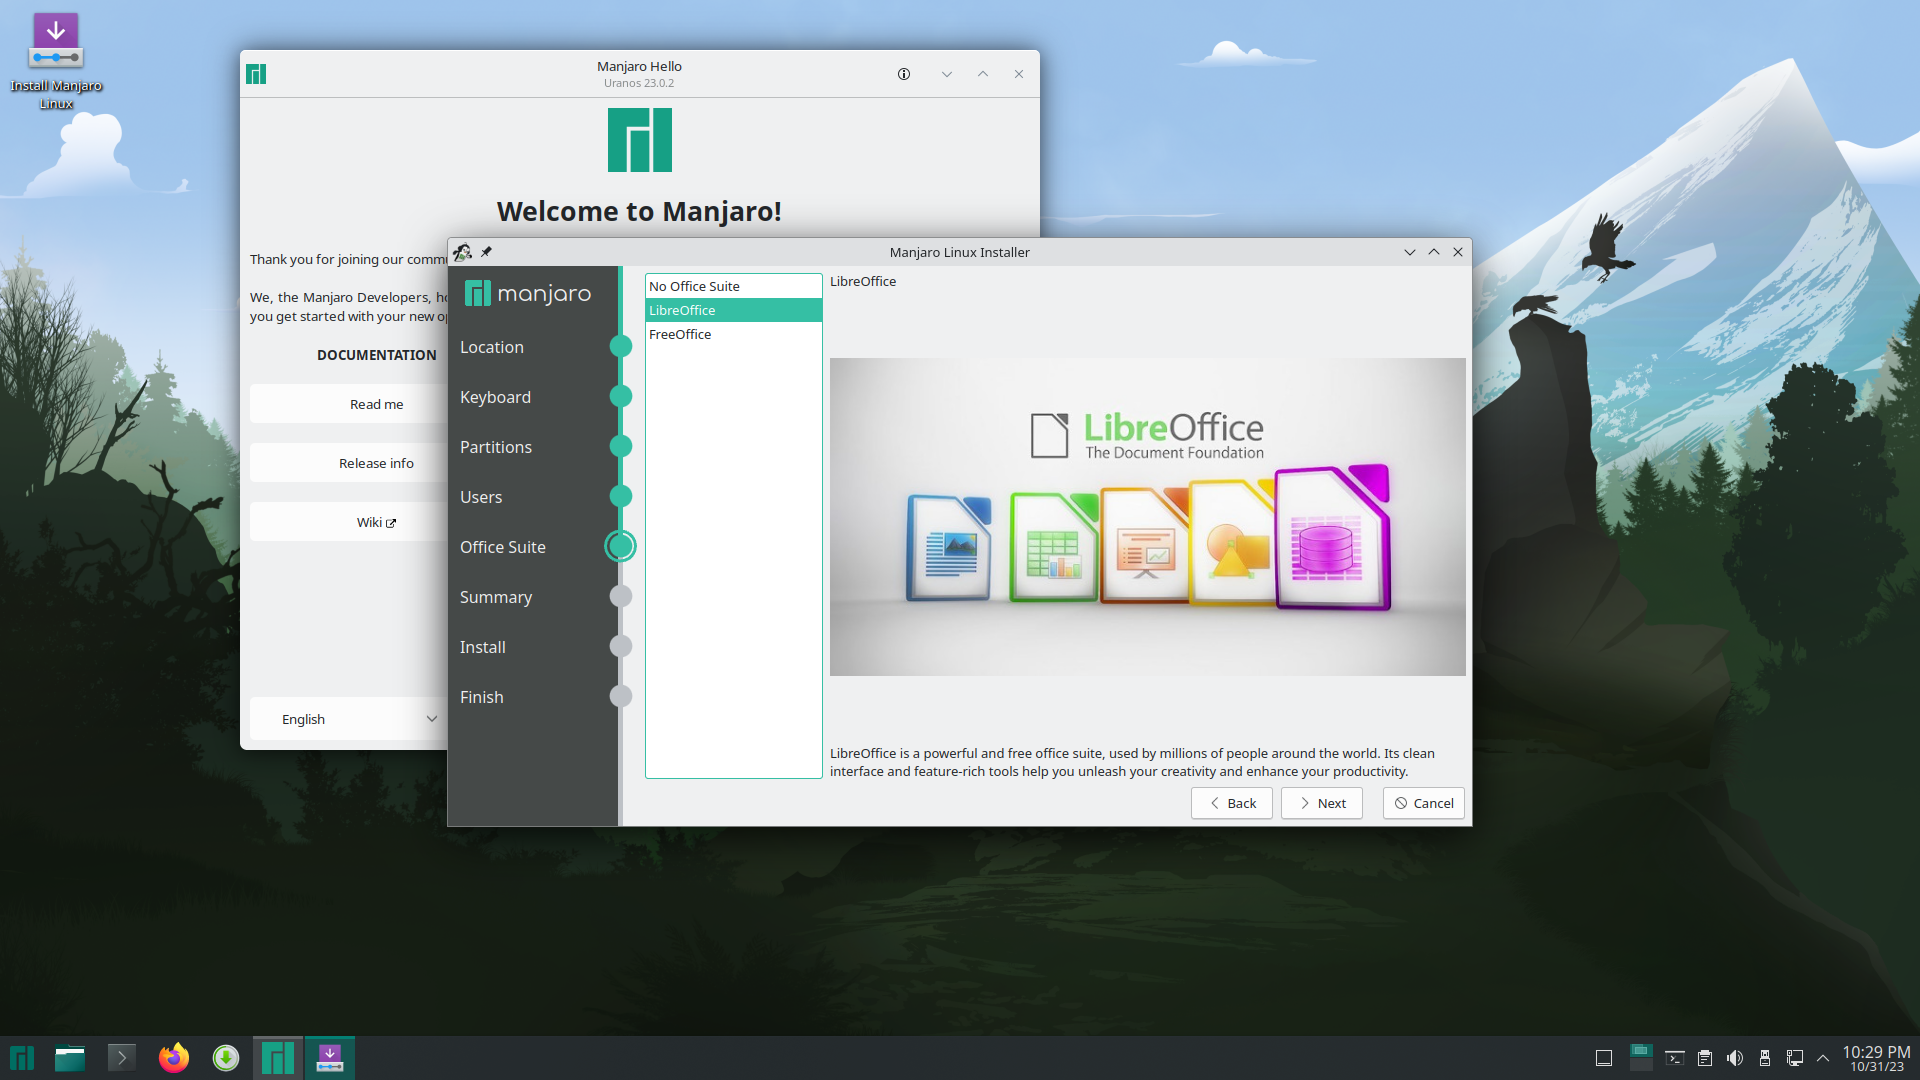 Install Manjaro
Linux
Manjaro Hello
Uranos 23.0.2
Welcome to Manjaro!
Thank you for joining our
We, the Manjaro Developers,
you get started with your new
DOCUMENTATION
Read me
Release info
Wiki
English
Manjaro Linux Installer
manjaro
Location
Keyboard
Partitions
Users
Office Suite
Summary
Install
Finish
No Office Suite
LibreOffice
FreeOffice
LibreOffice
LibreOffice
The Document Foundation
LibreOffice is a powerful and free office suite, used by millions of people around the world. Its clean
interface and feature-rich tools help you unleash your creativity and enhance your productivity.
Back
Next
Cancel
10:29 PM
10/31/23